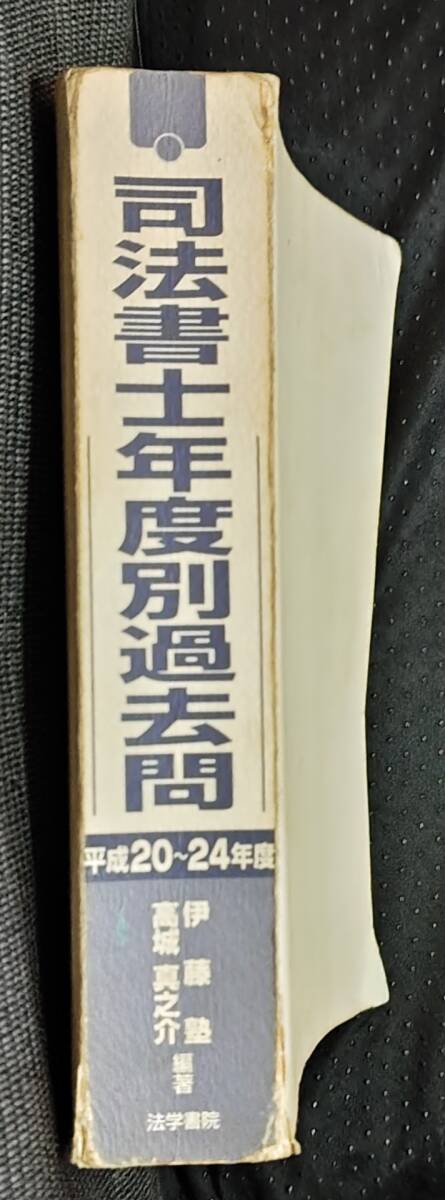 司法書士年度別過去問
平成20~24年度
伊藤塾
高城真之介
編著
法学書院